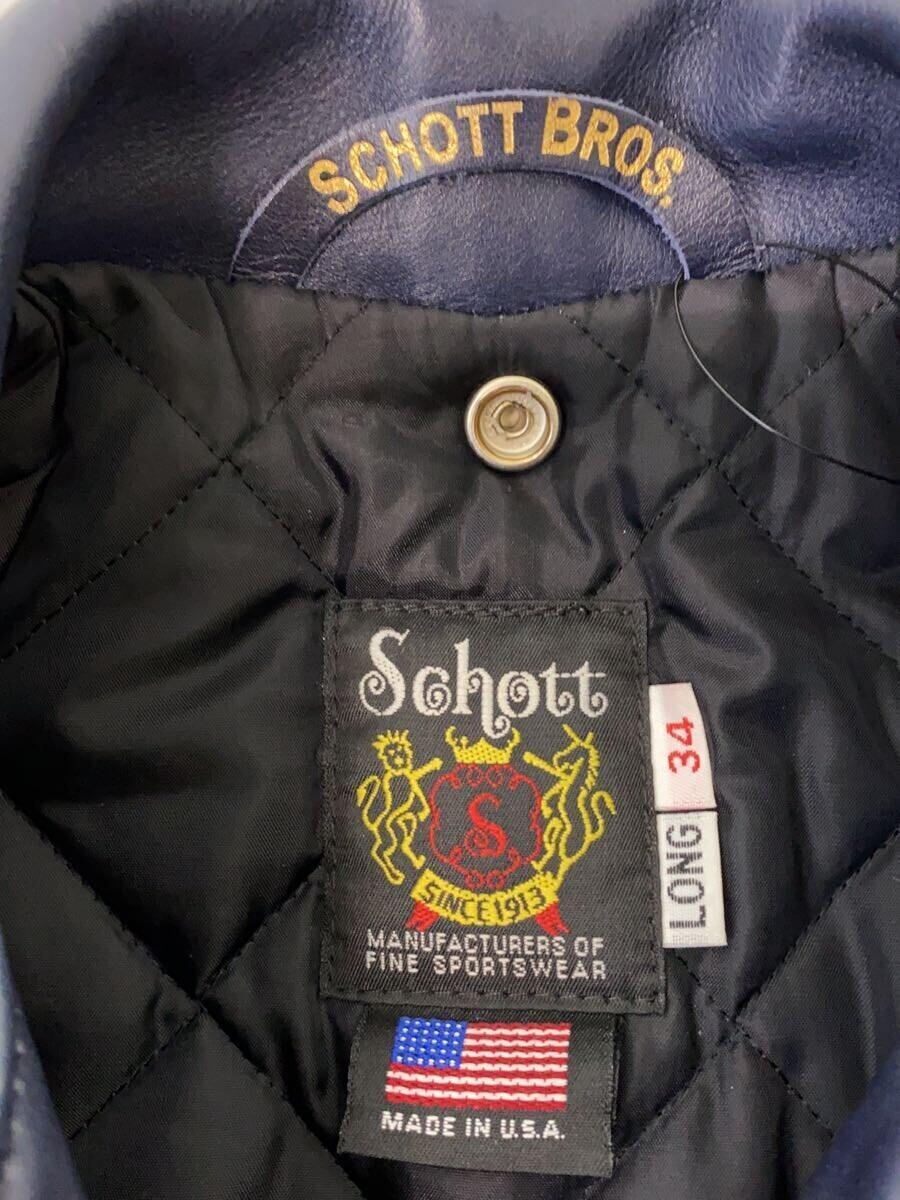 SCHOTT BROS.
Schott
S
SINCE 1913
MANUFACTURERS OF
FINE SPORTSWEAR
34
LONG
MADE IN U.S.A.